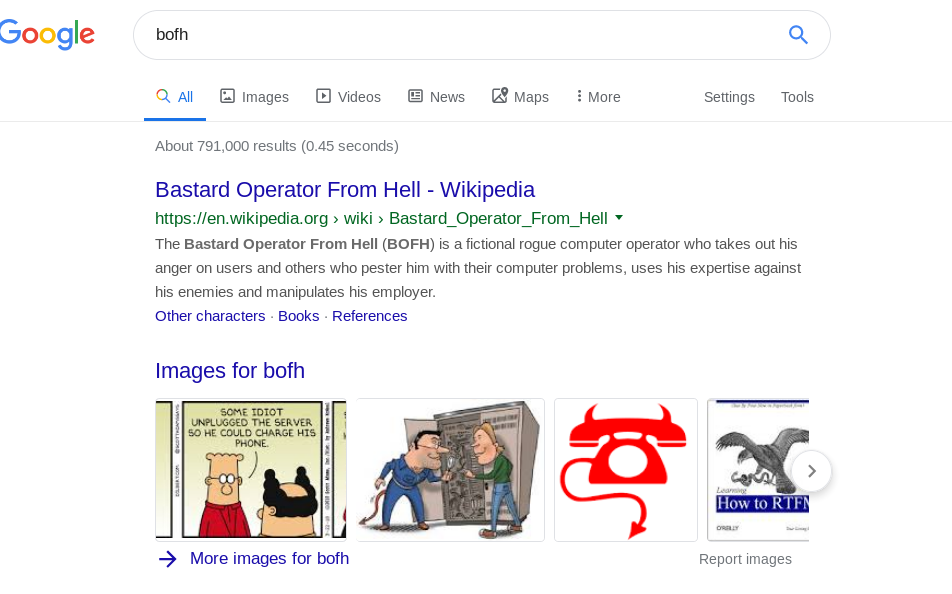 Google
bofh
All
Images
Videos
News
Maps
More
Settings
Tools
About 791,000 results (0.45 seconds)
Bastard Operator From Hell - Wikipedia
https://en.wikipedia.org › wiki › Bastard_Operator_From_Hell
The Bastard Operator From Hell (BOFH) is a fictional rogue computer operator who takes out his
anger on users and others who pester him with their computer problems, uses his expertise against
his enemies and manipulates his employer.
Other characters · Books · References
Images for bofh
SOME IDIOT
UNPLUGGED THE SERVER
SO HE COULD CHARGE HIS
PHONE.
Learning
How to RTFM
O'REILLY
More images for bofh
Report images